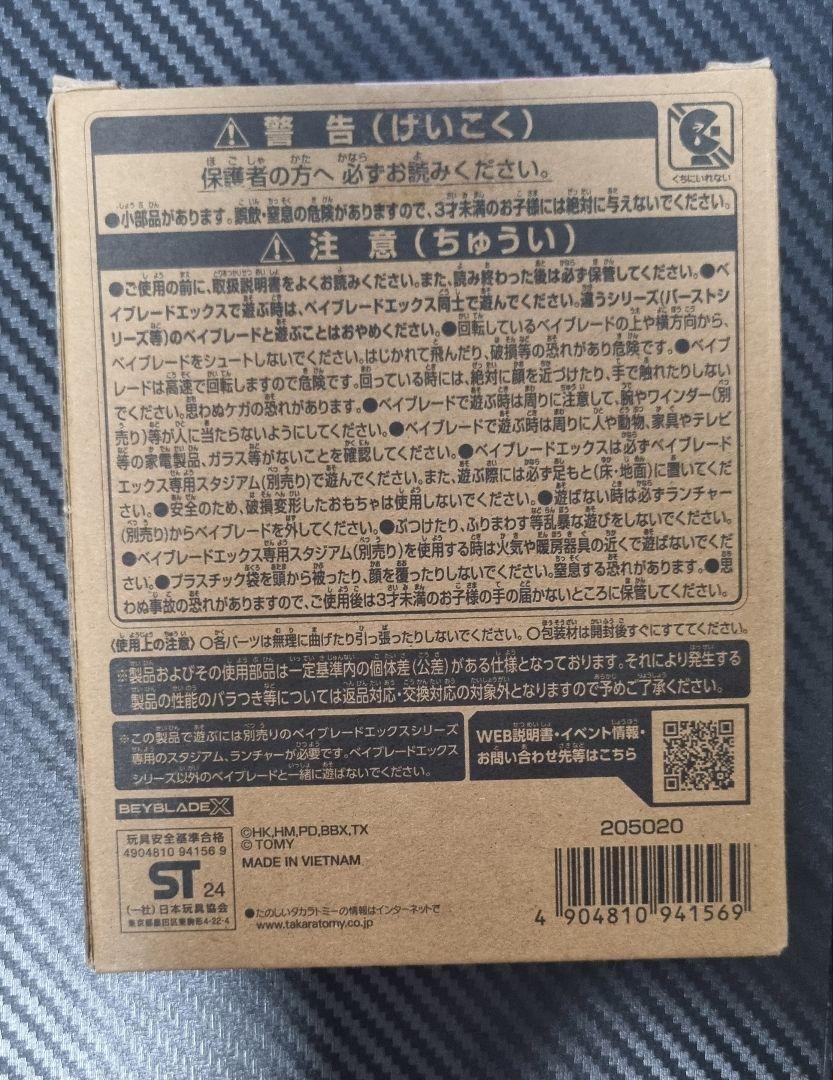 警告(げいこく)
くちにいれない
保護者の方へ 必ずお読みください。
●小部品があります。誤飲・窒息の危険がありますので、3才未満のお子様には絶対に与えないでください。
注意(ちゅうい)
●ご使用の前に、取扱説明書をよくお読みください。また、読み終わった後は必ず保管してください。●ベ
イブレードエックスで遊ぶ時は、ベイブレードエックス同士で遊んでください。違うシリーズ(バーストシ
リーズ等)のベイブレードと遊ぶことはおやめください。●回転しているベイブレードの上や横方向から、
ベイブレードをシュートしないでください。はじかれて飛んだり、破損等の恐れがあり危険です。●ベイブ
レードは高速で回転しますので危険です。回っている時には、絶対に顔を近づけたり、手で触れたりしない
でください。思わぬケガの恐れがあります。●ベイブレードで遊ぶ時は周りに注意して、腕やワインダー(別
売り)等が人に当たらないようにしてください。●ベイブレードで遊ぶ時は周りに人や動物、家具やテレビ
等の家電製品、ガラス等がないことを確認してください。●ベイブレードエックスは必ずベイブレード
エックス専用スタジアム(別売り)で遊んでください。また、遊ぶ際には必ず足もと(床・地面)に置いてくだ
さい。●安全のため、破損変形したおもちゃは使用しないでください。●遊ばない時は必ずランチャー
(別売り)からベイブレードを外してください。●ぶつけたり、ふりまわす等乱暴な遊びをしないでください。
●ベイブレードエックス専用スタジアム(別売り)を使用する時は火気や暖房器具の近くで遊ばないでくだ
さい。●プラスチック袋を頭から被ったり、顔を覆ったりしないでください。窒息する恐れがあります。●思
わぬ事故の恐れがありますので、ご使用後は3才未満のお子様の手の届かないところに保管してください。
〈使用上の注意〉〇各パーツは無理に曲げたり引っ張ったりしないでください。〇包装材は開封後すぐにすててください。
※製品およびその使用部品は一定基準内の個体差(公差)がある仕様となっております。それにより発生する
製品の性能のバラつき等については返品対応・交換対応の対象外となりますので予めご了承ください。
※この製品で遊ぶには別売りのベイブレードエックスシリーズ
専用のスタジアム、ランチャーが必要です。ベイブレードエックス
シリーズ以外のベイブレードと一緒に遊ばないでください。
WEB説明書・イベント情報・
お問い合わせ先等はこちら
BEYBLADE X
玩具安全基準合格
4904810 94156 9
ST 24
(一社)日本玩具協会
東京都墨田区東駒形4-22-4
©HK,HM,PD,BBX,TX
© TOMY
MADE IN VIETNAM
●たのしいタカラトミーの情報はインターネットで
www.takaratomy.co.jp
205020
4 904810 941569